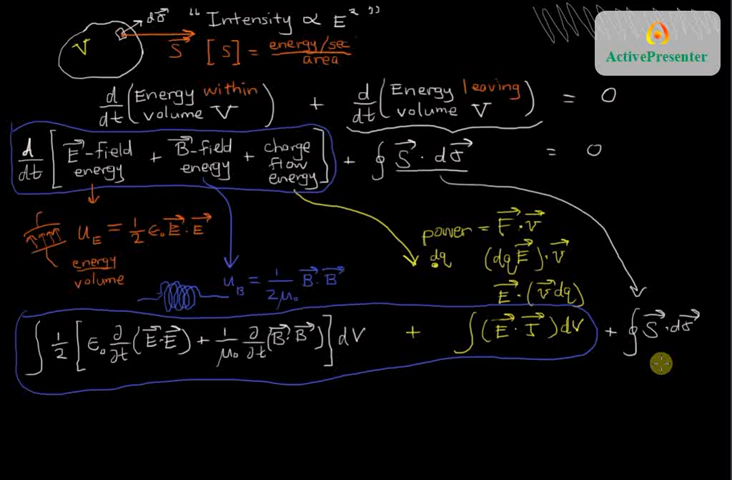 dσ⃗ "Intensity ∝ E²"
V S⃗ [S] = energy/sec / area
ActivePresenter
d/dt (Energy within volume V) + d/dt (Energy leaving volume V) = 0
d/dt [E⃗-field energy + B⃗-field energy + charge flow energy] + ∮ S⃗ · dσ⃗ = 0
u_E = 1/2 ε₀ E⃗ · E⃗
energy/volume
u_B = 1/2μ₀ B⃗ · B⃗
power = F⃗ · v⃗
dq (dq E⃗) · v⃗
E⃗ · (v⃗ dq)
∫ 1/2 [ε₀ ∂/∂t (E⃗ · E⃗) + 1/μ₀ ∂/∂t (B⃗ · B⃗)] dV + ∫ (E⃗ · J⃗) dV + ∮ S⃗ · dσ⃗